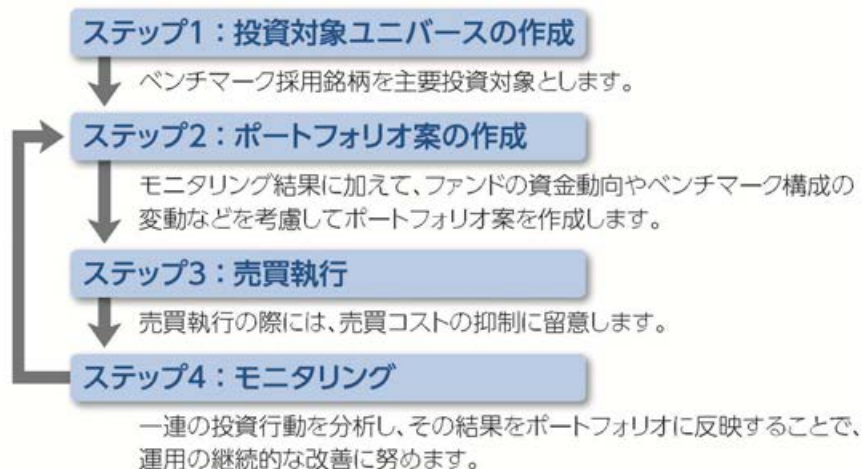 ステップ1：投資対象ユニバースの作成
ベンチマーク採用銘柄を主要投資対象とします。
ステップ2：ポートフォリオ案の作成
モニタリング結果に加えて、ファンドの資金動向やベンチマーク構成の
変動などを考慮してポートフォリオ案を作成します。
ステップ3：売買執行
売買執行の際には、売買コストの抑制に留意します。
ステップ4：モニタリング
一連の投資行動を分析し、その結果をポートフォリオに反映することで、
運用の継続的な改善に努めます。